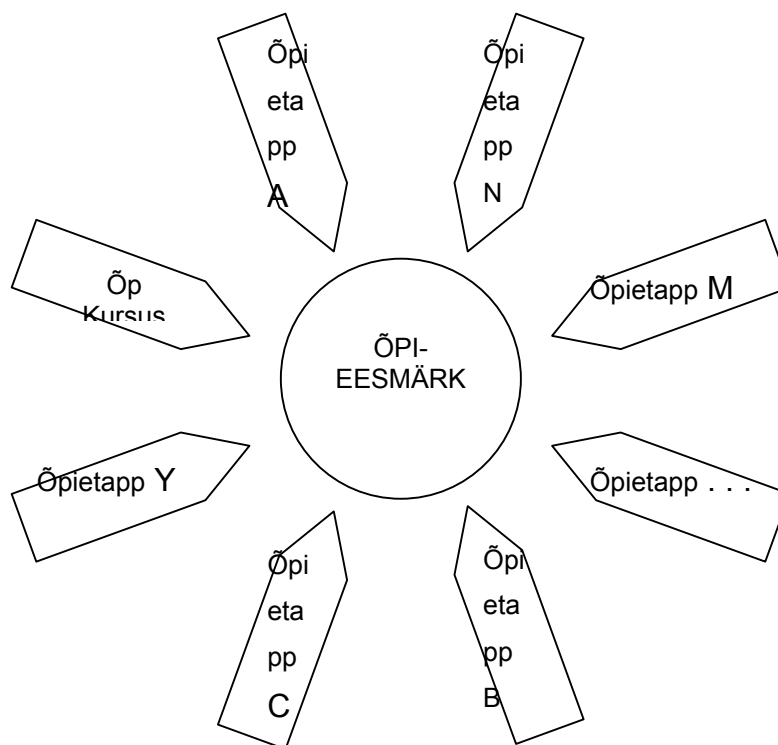 Õpi
eta
pp
A
Õpi
eta
pp
N
Õp
Kursus
Õpietapp M
ÕPI-
EESMÄRK
Õpietapp Y
Õpietapp . . .
Õpi
eta
pp
C
Õpi
eta
pp
B